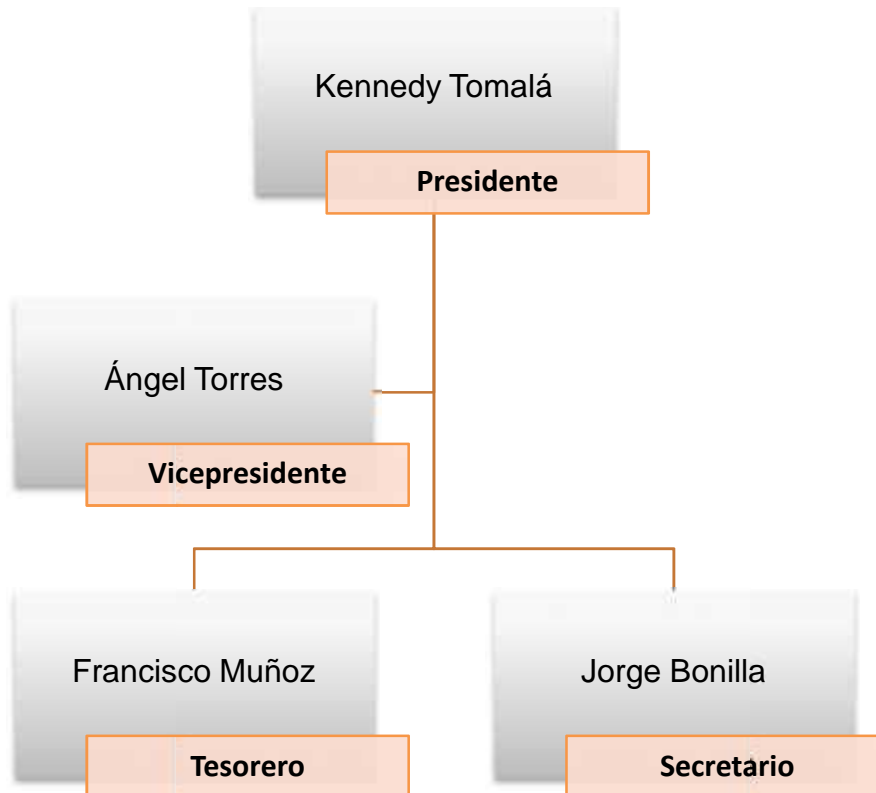 Kennedy Tomalá
Presidente
Ángel Torres
Vicepresidente
Francisco Muñoz
Tesorero
Jorge Bonilla
Secretario